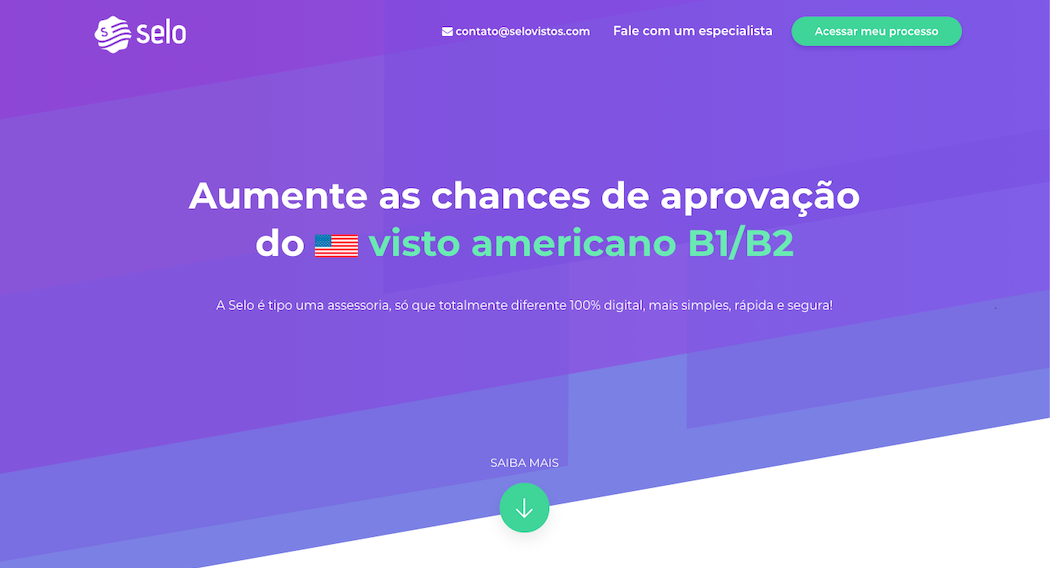 selo
contato@selovistos.com
Fale com um especialista
Acessar meu processo
Aumente as chances de aprovação
do visto americano B1/B2
A Selo é tipo uma assessoria, só que totalmente diferente 100% digital, mais simples, rápida e segura!
SAIBA MAIS